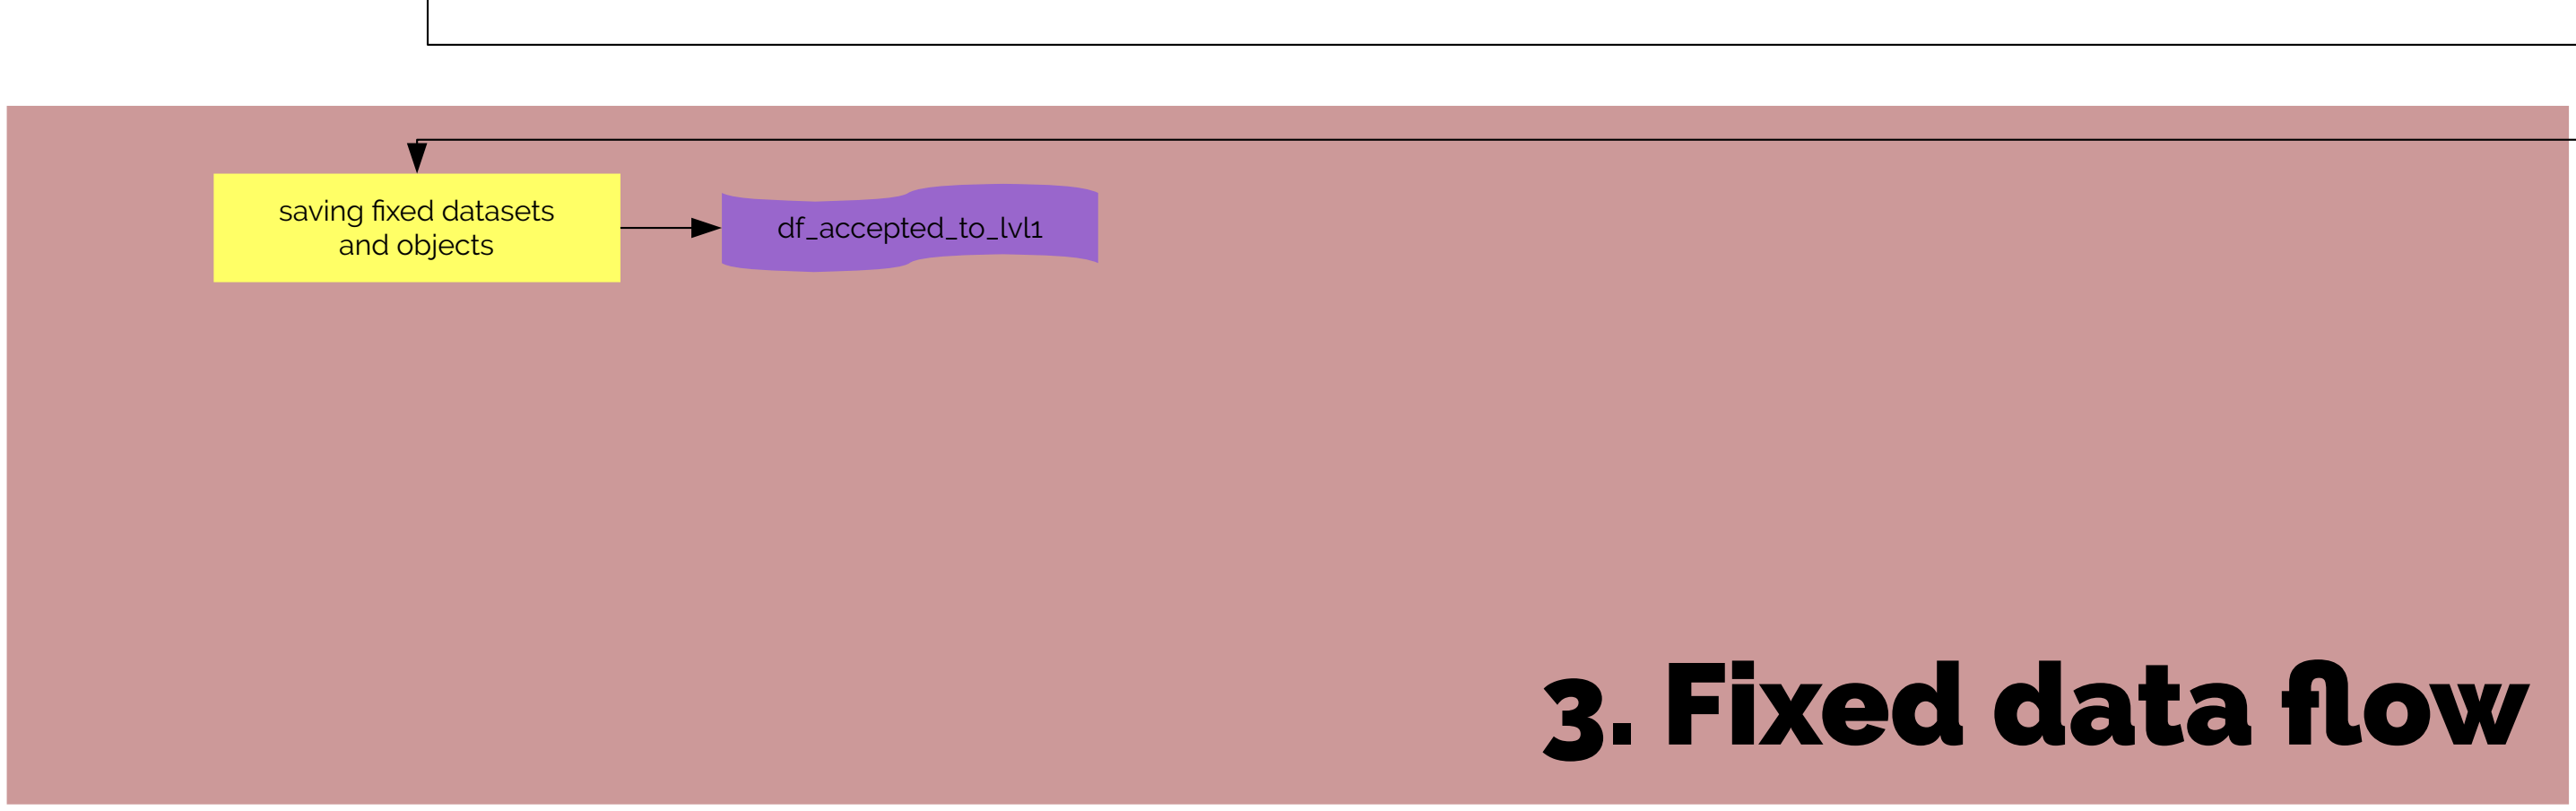 saving fixed datasets
and objects
df_accepted_to_lvl1
3. Fixed data flow